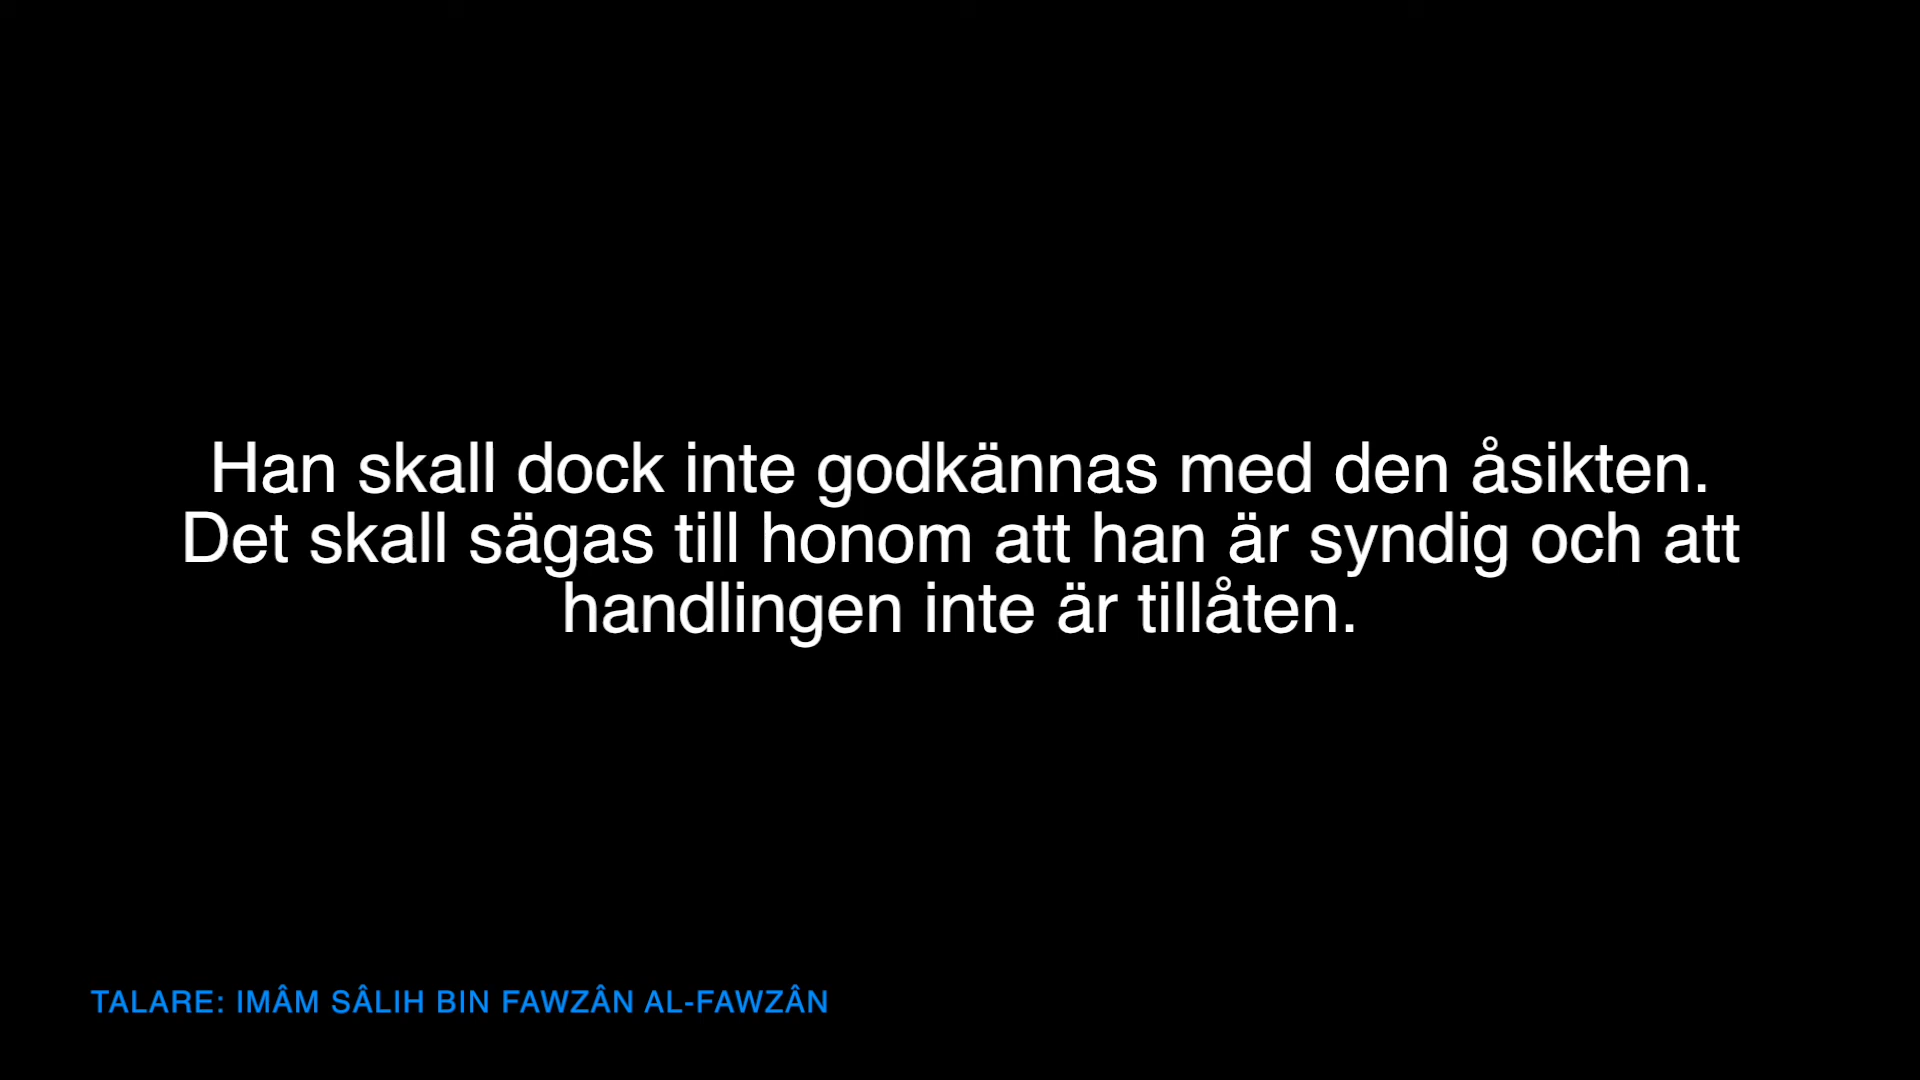 Han skall dock inte godkännas med den åsikten.
Det skall sägas till honom att han är syndig och att
handlingen inte är tillåten.
TALARE: IMÂM SÂLIH BIN FAWZÂN AL-FAWZÂN